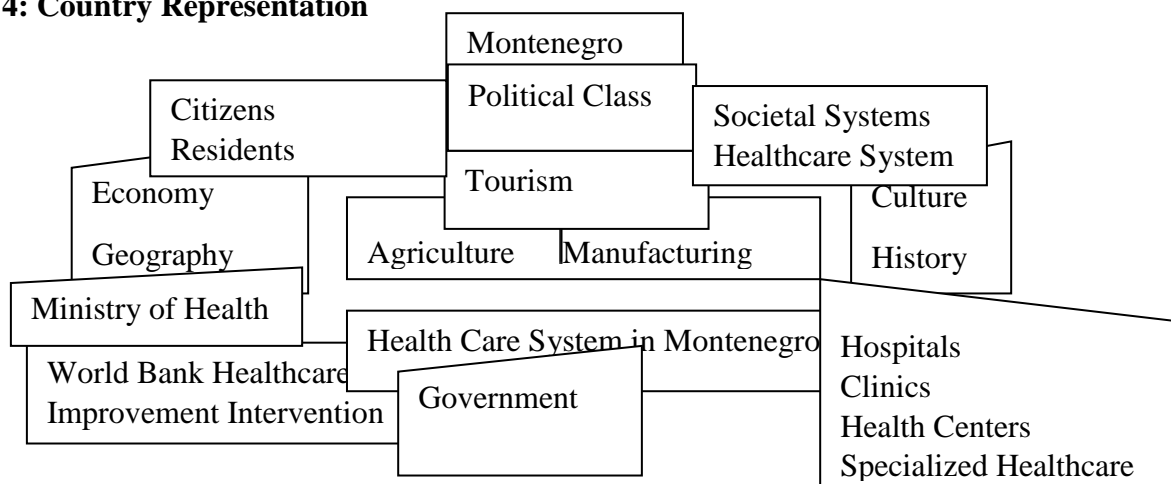 4: Country Representation
Montenegro
Political Class
Citizens
Residents
Societal Systems
Healthcare System
Tourism
Economy
Geography
Culture
History
Agriculture Manufacturing
Ministry of Health
Health Care System in Montenegro
World Bank Healthcare
Improvement Intervention
Government
Hospitals
Clinics
Health Centers
Specialized Healthcare